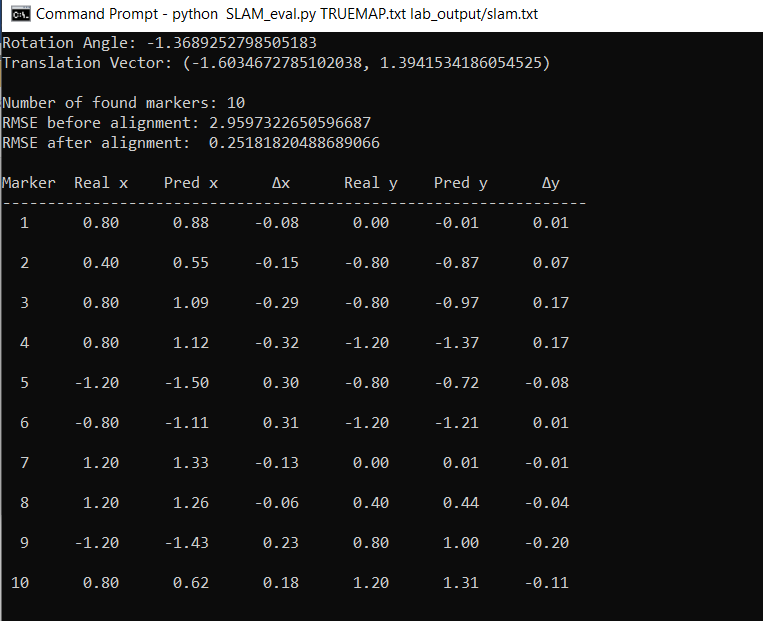 Command Prompt - python  SLAM_eval.py TRUEMAP.txt lab_output/slam.txt
Rotation Angle: -1.3689252798505183
Translation Vector: (-1.6034672785102038, 1.3941534186054525)
Number of found markers: 10
RMSE before alignment: 2.9597322650596687
RMSE after alignment:  0.25181820488689066
Marker  Real x    Pred x      Δx      Real y    Pred y      Δy
-----------------------------------------------------------------
1      0.80      0.88     -0.08      0.00     -0.01     0.01
2      0.40      0.55     -0.15     -0.80     -0.87     0.07
3      0.80      1.09     -0.29     -0.80     -0.97     0.17
4      0.80      1.12     -0.32     -1.20     -1.37     0.17
5     -1.20     -1.50      0.30     -0.80     -0.72    -0.08
6     -0.80     -1.11      0.31     -1.20     -1.21     0.01
7      1.20      1.33     -0.13      0.00      0.01    -0.01
8      1.20      1.26     -0.06      0.40      0.44    -0.04
9     -1.20     -1.43      0.23      0.80      1.00    -0.20
10      0.80      0.62      0.18      1.20      1.31    -0.11